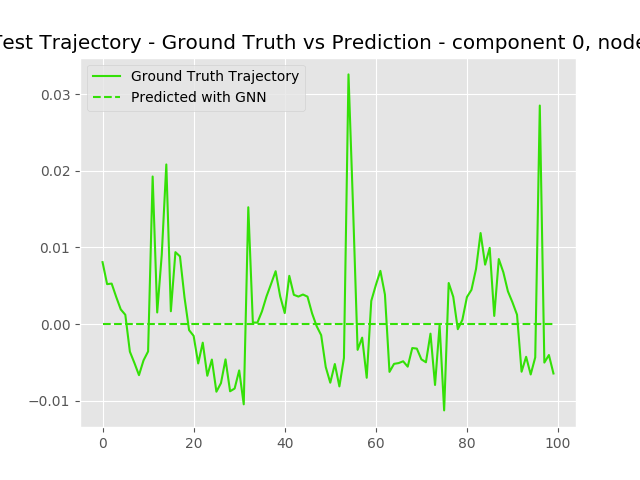 Test Trajectory - Ground Truth vs Prediction - component 0, node
Ground Truth Trajectory
Predicted with GNN
0.03
0.02
0.01
0.00
−0.01
0 20 40 60 80 100